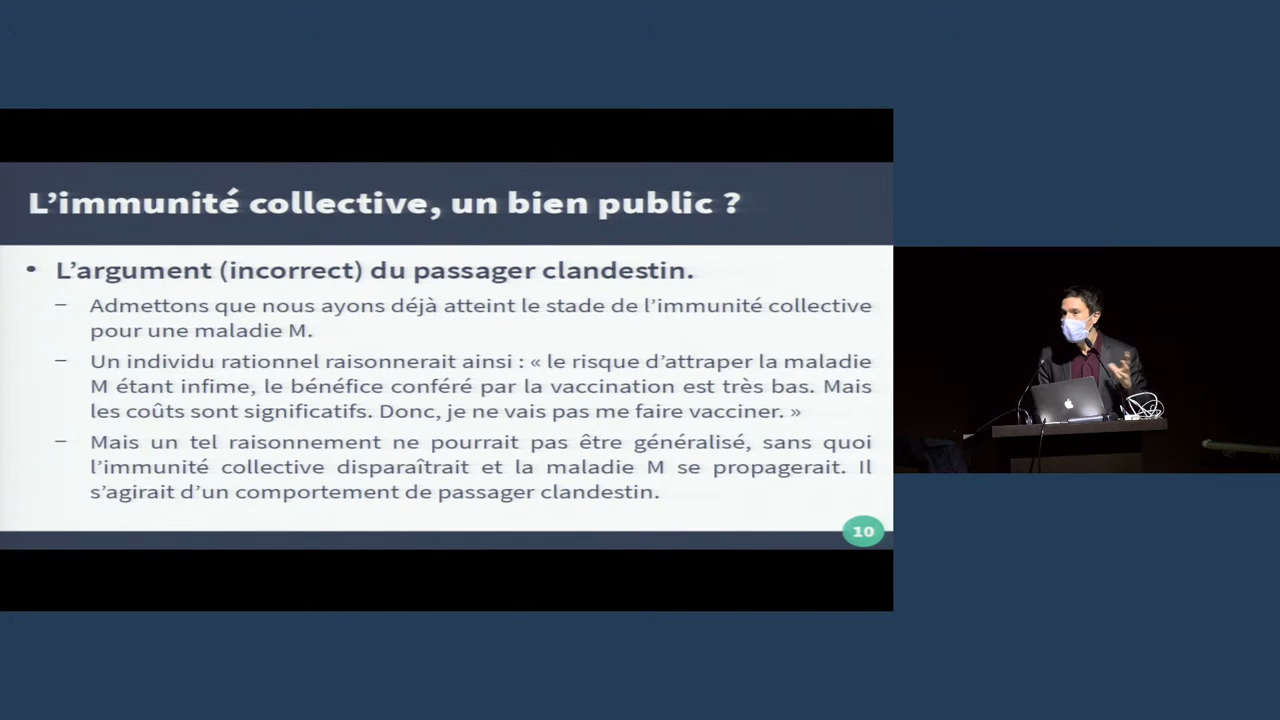 L’immunité collective, un bien public ?
• L’argument (incorrect) du passager clandestin.
– Admettons que nous ayons déjà atteint le stade de l’immunité collective
pour une maladie M.
– Un individu rationnel raisonnerait ainsi : « le risque d’attraper la maladie
M étant infime, le bénéfice conféré par la vaccination est très bas. Mais
les coûts sont significatifs. Donc, je ne vais pas me faire vacciner. »
– Mais un tel raisonnement ne pourrait pas être généralisé, sans quoi
l’immunité collective disparaîtrait et la maladie M se propagerait. Il
s’agirait d’un comportement de passager clandestin.
10